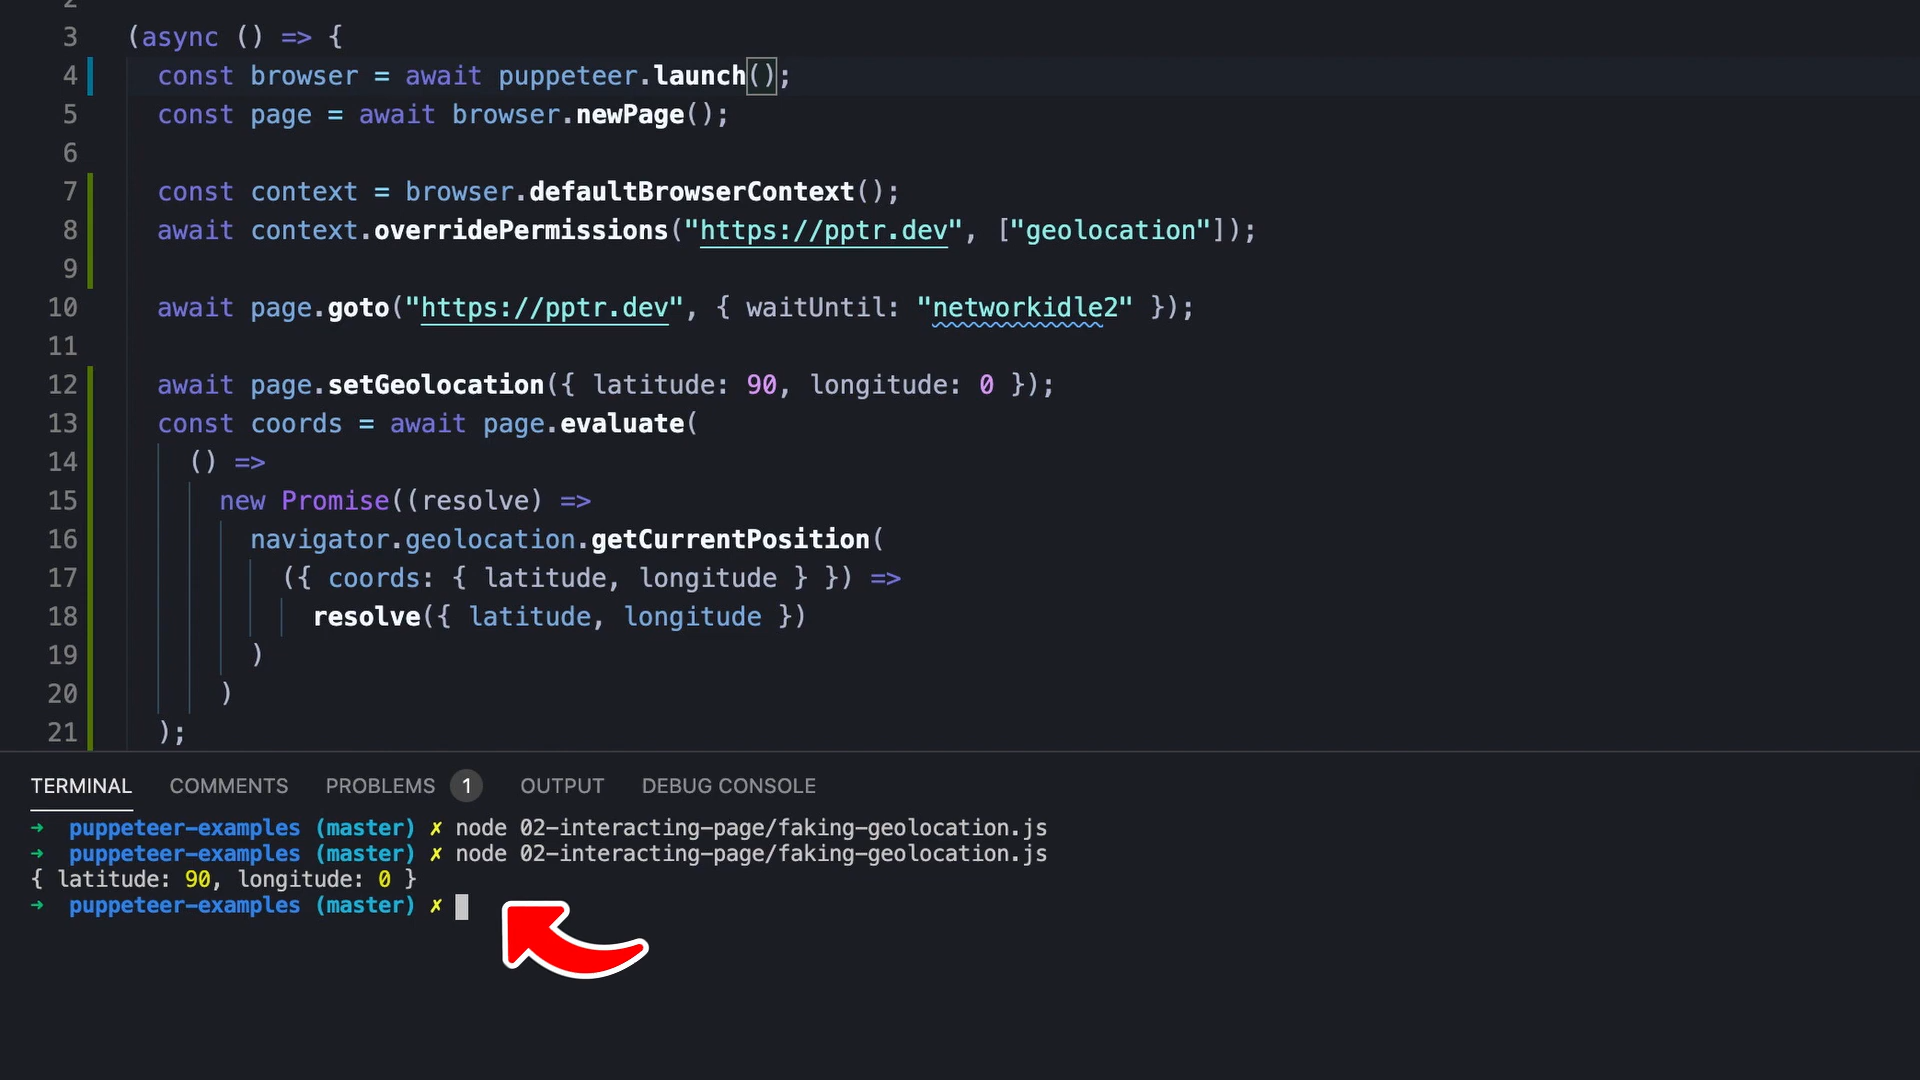 2
3 (async () => {
4 const browser = await puppeteer.launch();
5 const page = await browser.newPage();
6
7 const context = browser.defaultBrowserContext();
8 await context.overridePermissions("https://pptr.dev", ["geolocation"]);
9
10 await page.goto("https://pptr.dev", { waitUntil: "networkidle2" });
11
12 await page.setGeolocation({ latitude: 90, longitude: 0 });
13 const coords = await page.evaluate(
14 () =>
15 new Promise((resolve) =>
16 navigator.geolocation.getCurrentPosition(
17 ({ coords: { latitude, longitude } }) =>
18 resolve({ latitude, longitude })
19 )
20 )
21 );
TERMINAL COMMENTS PROBLEMS 1 OUTPUT DEBUG CONSOLE
➜ puppeteer-examples (master) ✗ node 02-interacting-page/faking-geolocation.js
➜ puppeteer-examples (master) ✗ node 02-interacting-page/faking-geolocation.js
{ latitude: 90, longitude: 0 }
➜ puppeteer-examples (master) ✗